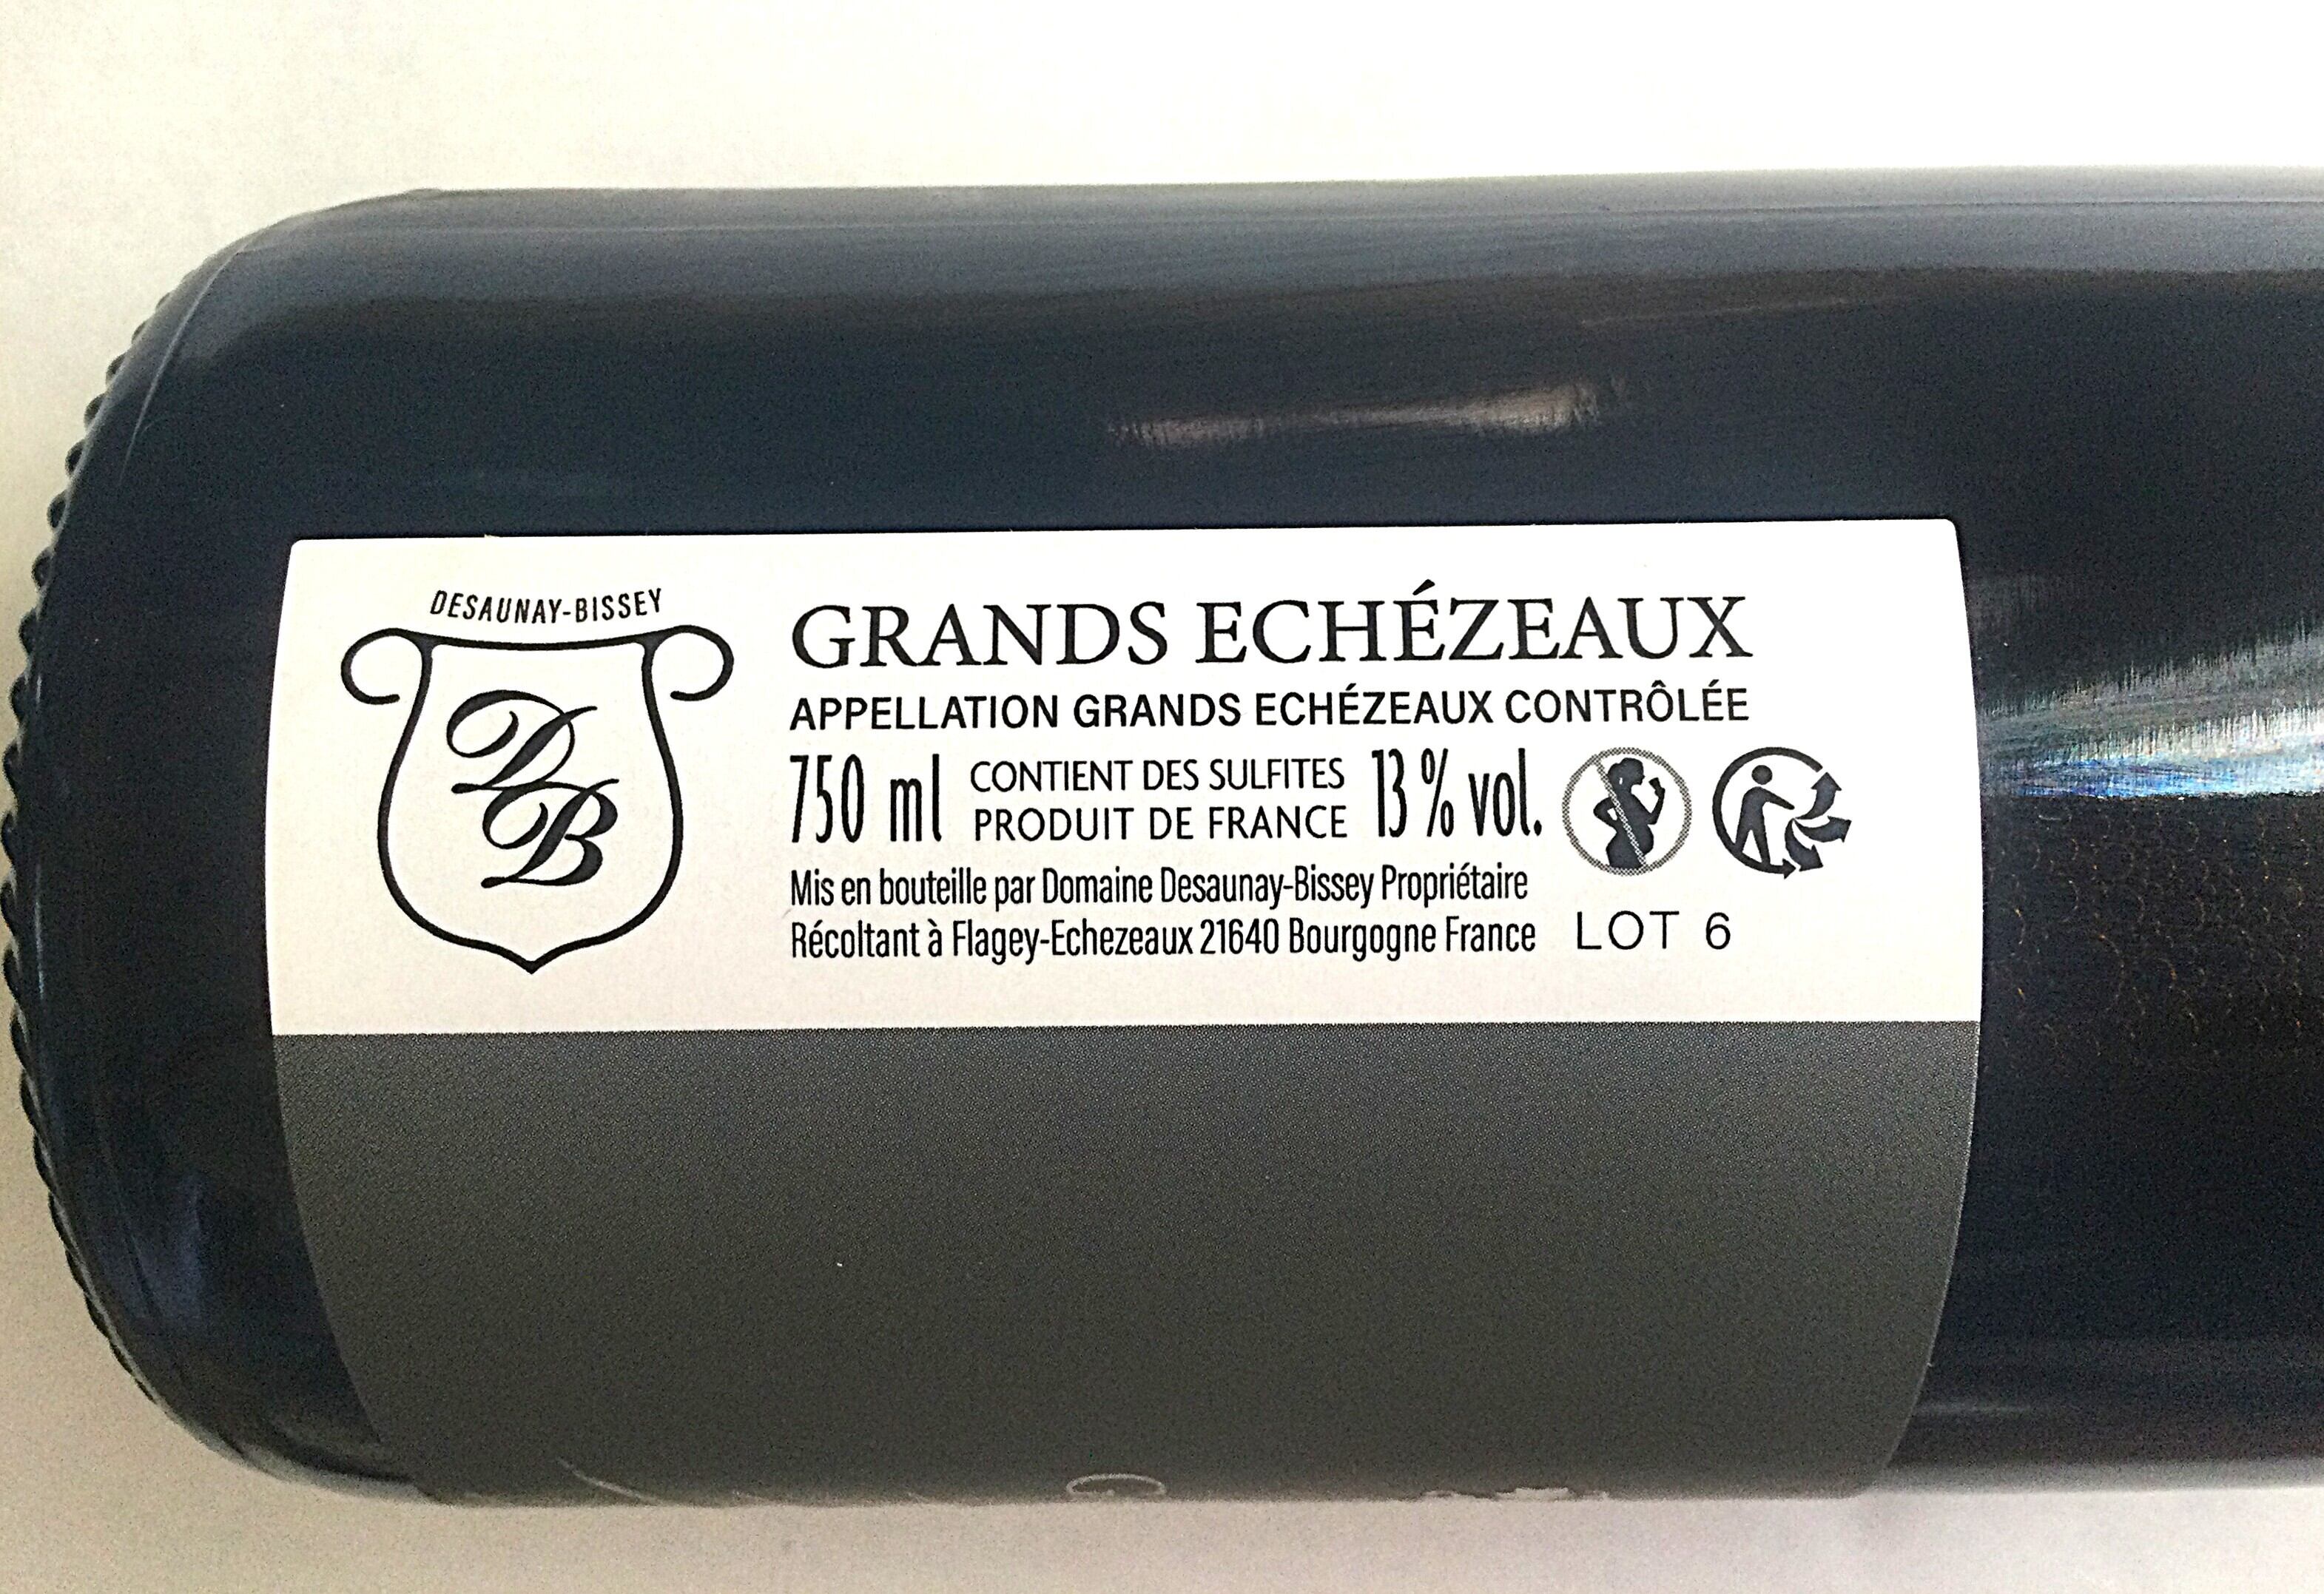 DESAUNAY-BISSEY
DB
GRANDS ECHÉZEAUX
APPELLATION GRANDS ECHÉZEAUX CONTRÔLÉE
750 ml CONTIENT DES SULFITES 13 % vol.
PRODUIT DE FRANCE
Mis en bouteille par Domaine Desaunay-Bissey Propriétaire
Récoltant à Flagey-Echezeaux 21640 Bourgogne France LOT 6